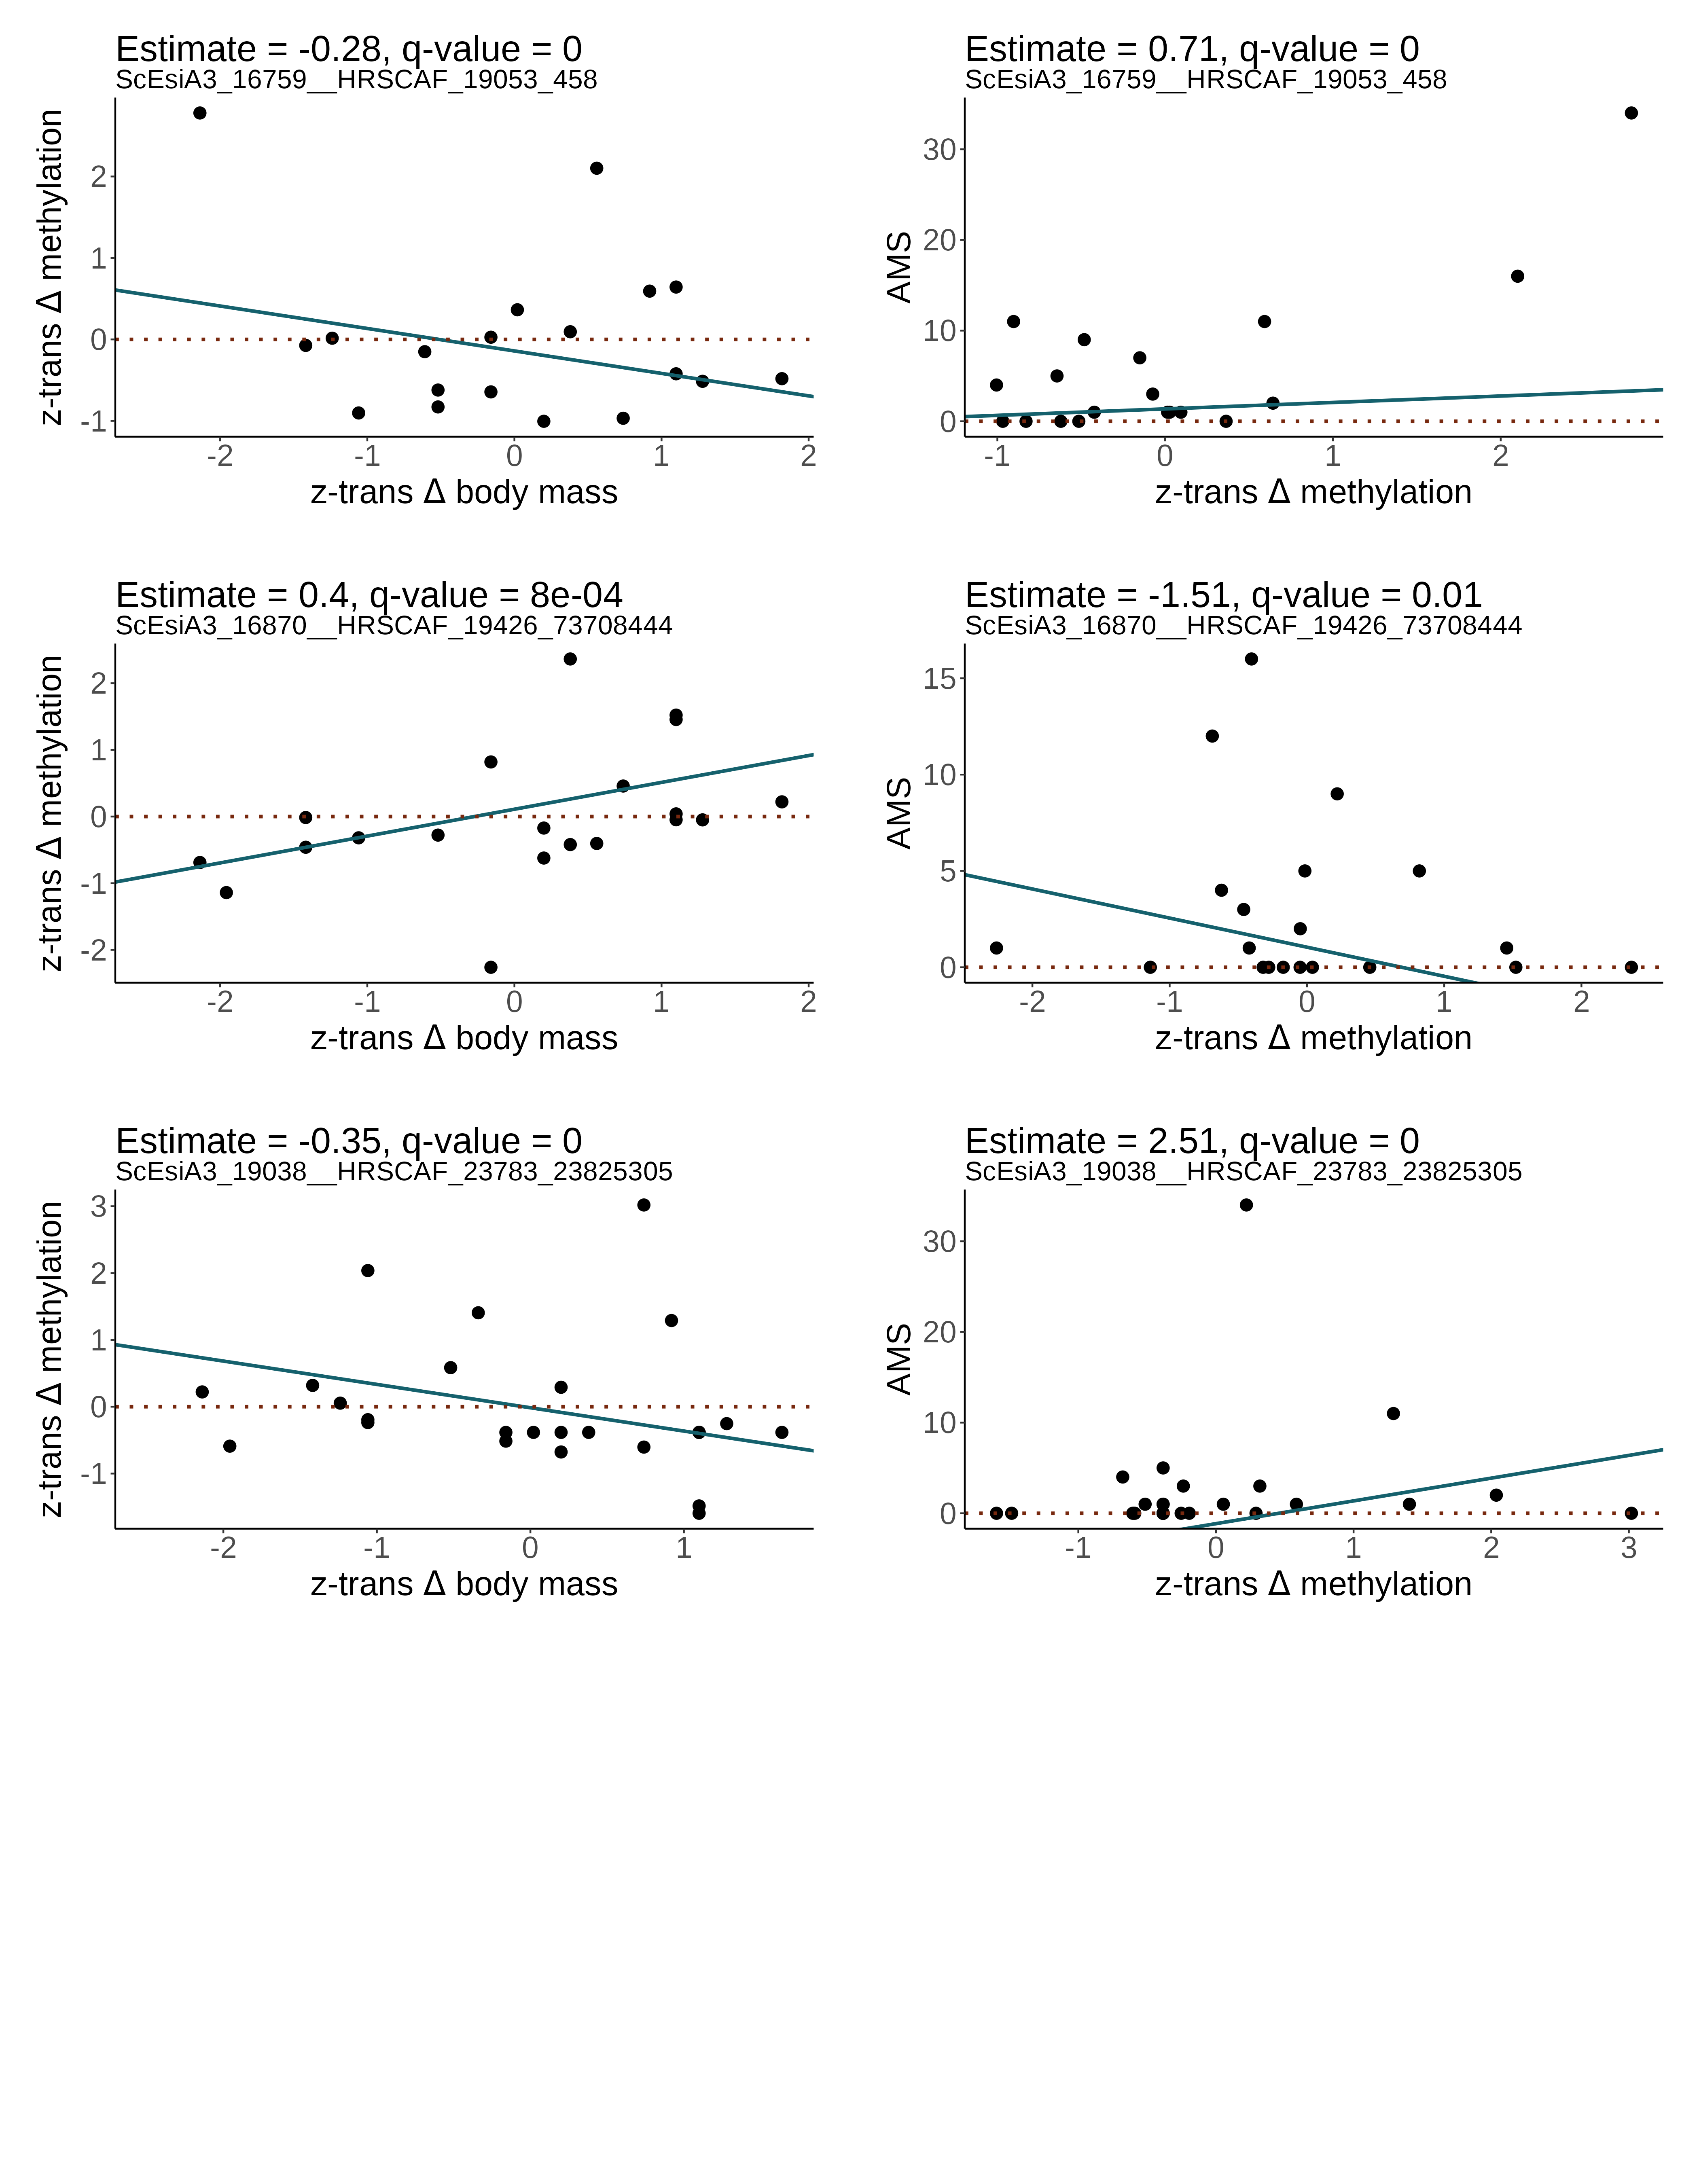 Estimate = -0.28, q-value = 0
ScEsiA3_16759__HRSCAF_19053_458
z-trans Δ methylation
2
1
0
-1
-2
-1
0
1
2
z-trans Δ body mass
Estimate = 0.71, q-value = 0
ScEsiA3_16759__HRSCAF_19053_458
AMS
30
20
10
0
-1
0
1
2
z-trans Δ methylation
Estimate = 0.4, q-value = 8e-04
ScEsiA3_16870__HRSCAF_19426_73708444
z-trans Δ methylation
2
1
0
-1
-2
-2
-1
0
1
2
z-trans Δ body mass
Estimate = -1.51, q-value = 0.01
ScEsiA3_16870__HRSCAF_19426_73708444
AMS
15
10
5
0
-2
-1
0
1
2
z-trans Δ methylation
Estimate = -0.35, q-value = 0
ScEsiA3_19038__HRSCAF_23783_23825305
z-trans Δ methylation
3
2
1
0
-1
-2
-1
0
1
z-trans Δ body mass
Estimate = 2.51, q-value = 0
ScEsiA3_19038__HRSCAF_23783_23825305
AMS
30
20
10
0
-1
0
1
2
3
z-trans Δ methylation